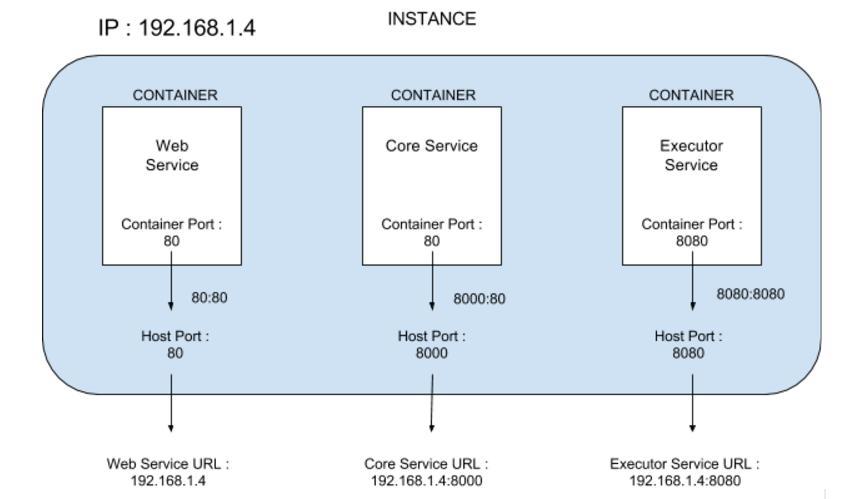 IP : 192.168.1.4
INSTANCE
CONTAINER
CONTAINER
CONTAINER
Web
Service
Core Service
Executor
Service
Container Port :
80
Container Port :
80
Container Port :
8080
80:80
8000:80
8080:8080
Host Port :
80
Host Port :
8000
Host Port :
8080
Web Service URL :
192.168.1.4
Core Service URL :
192.168.1.4:8000
Executor Service URL :
192.168.1.4:8080